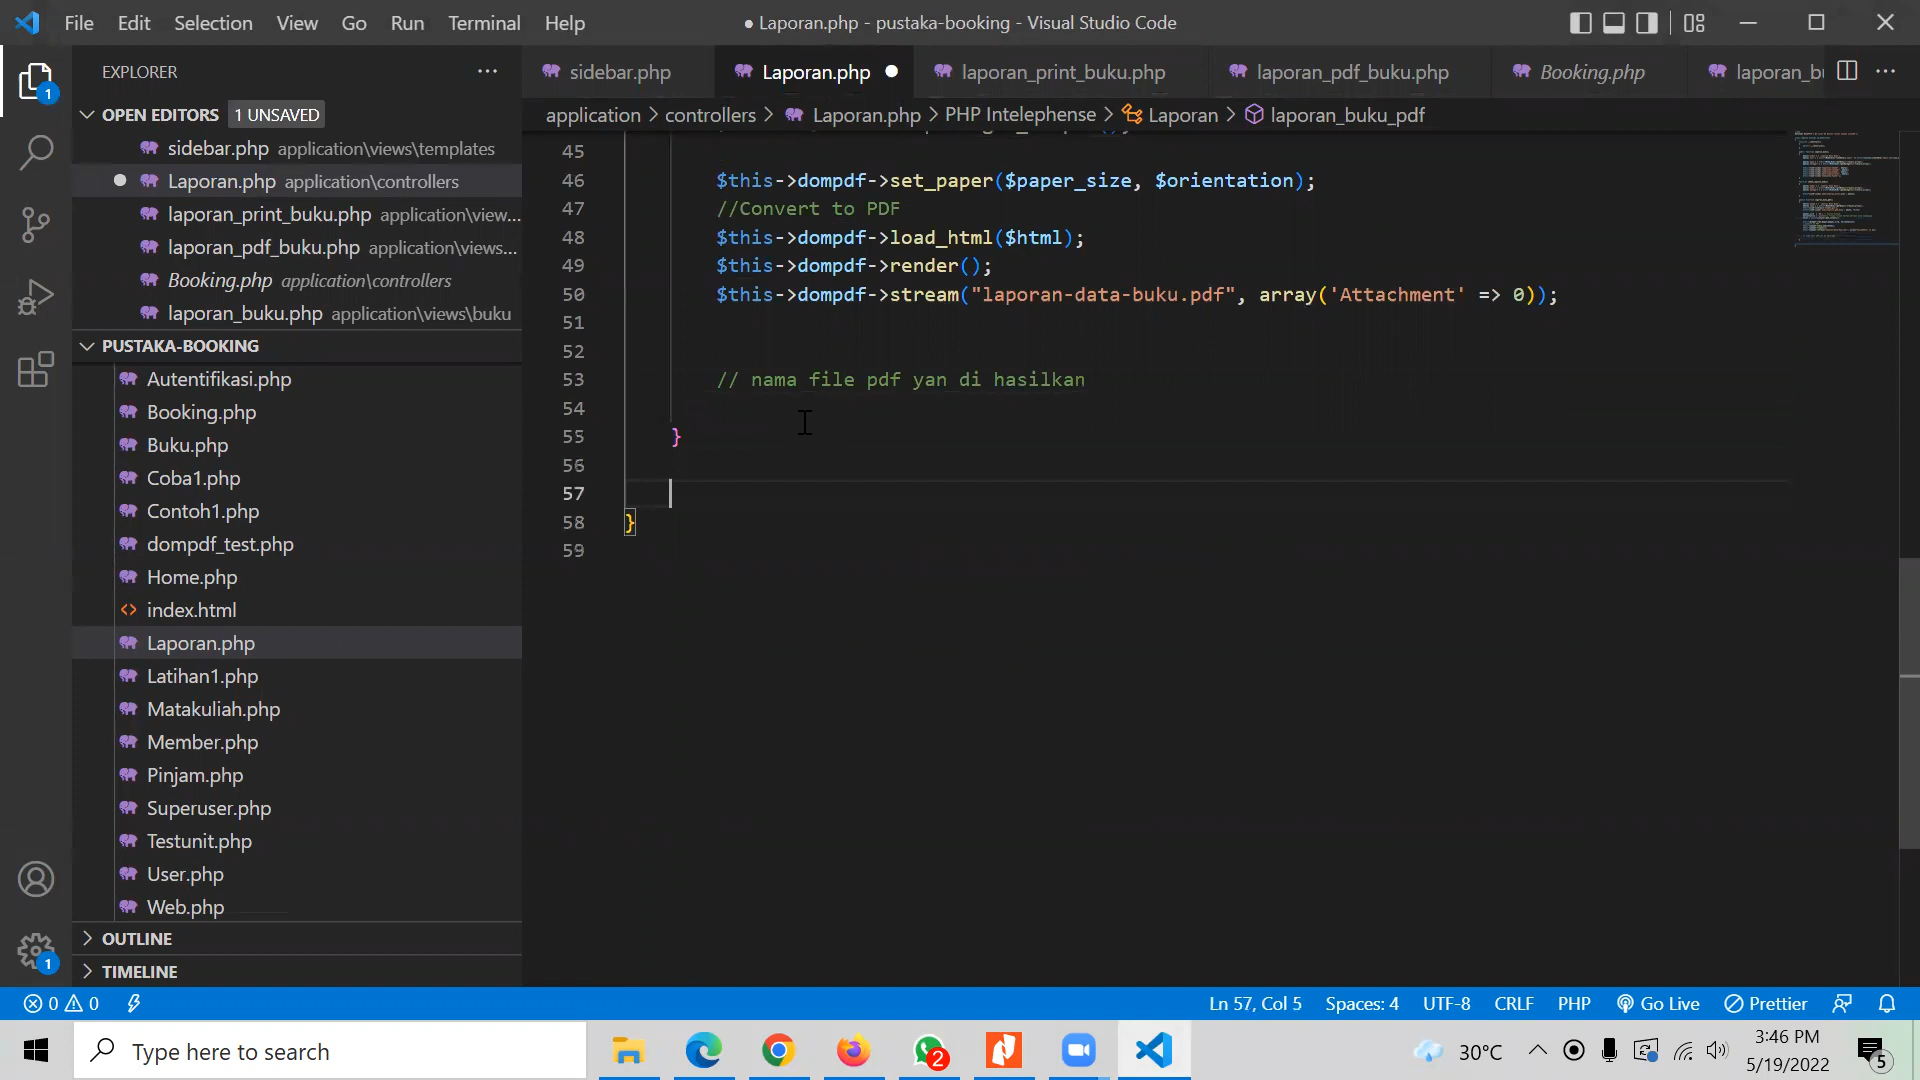 File Edit Selection View Go Run Terminal Help
● Laporan.php - pustaka-booking - Visual Studio Code
EXPLORER
sidebar.php Laporan.php laporan_print_buku.php laporan_pdf_buku.php Booking.php laporan_bu
application > controllers > Laporan.php > PHP Intelephense > Laporan > laporan_buku_pdf
1
OPEN EDITORS 1 UNSAVED
sidebar.php application\views\templates
Laporan.php application\controllers
laporan_print_buku.php application\view...
laporan_pdf_buku.php application\views...
Booking.php application\controllers
laporan_buku.php application\views\buku
PUSTAKA-BOOKING
Autentifikasi.php
Booking.php
Buku.php
Coba1.php
Contoh1.php
dompdf_test.php
Home.php
index.html
Laporan.php
Latihan1.php
Matakuliah.php
Member.php
Pinjam.php
Superuser.php
Testunit.php
User.php
Web.php
OUTLINE
TIMELINE
1
45
46 $this->dompdf->set_paper($paper_size, $orientation);
47 //Convert to PDF
48 $this->dompdf->load_html($html);
49 $this->dompdf->render();
50 $this->dompdf->stream("laporan-data-buku.pdf", array('Attachment' => 0));
51
52
53 // nama file pdf yan di hasilkan
54
55 }
56
57
58 }
59
0 0 Ln 57, Col 5 Spaces: 4 UTF-8 CRLF PHP Go Live Prettier
Type here to search
2
30°C
3:46 PM
5/19/2022
5